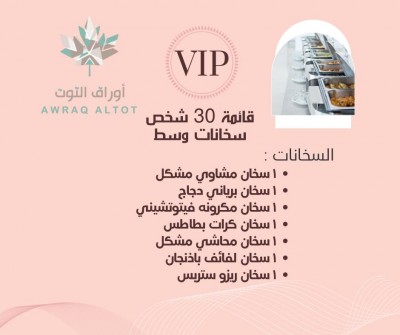 VIP
أوراق التوت
AWRAQ ALTOT
قائمة 30 شخص
سخانات وسط
السخانات :
• ١ سخان مشاوي مشكل
• ١ سخان برياني دجاج
• ١ سخان مكرونه فيتوتشيني
• ١ سخان كرات بطاطس
• ١ سخان محاشي مشكل
• ١ سخان لفائف باذنجان
• ١ سخان ريزو ستربس